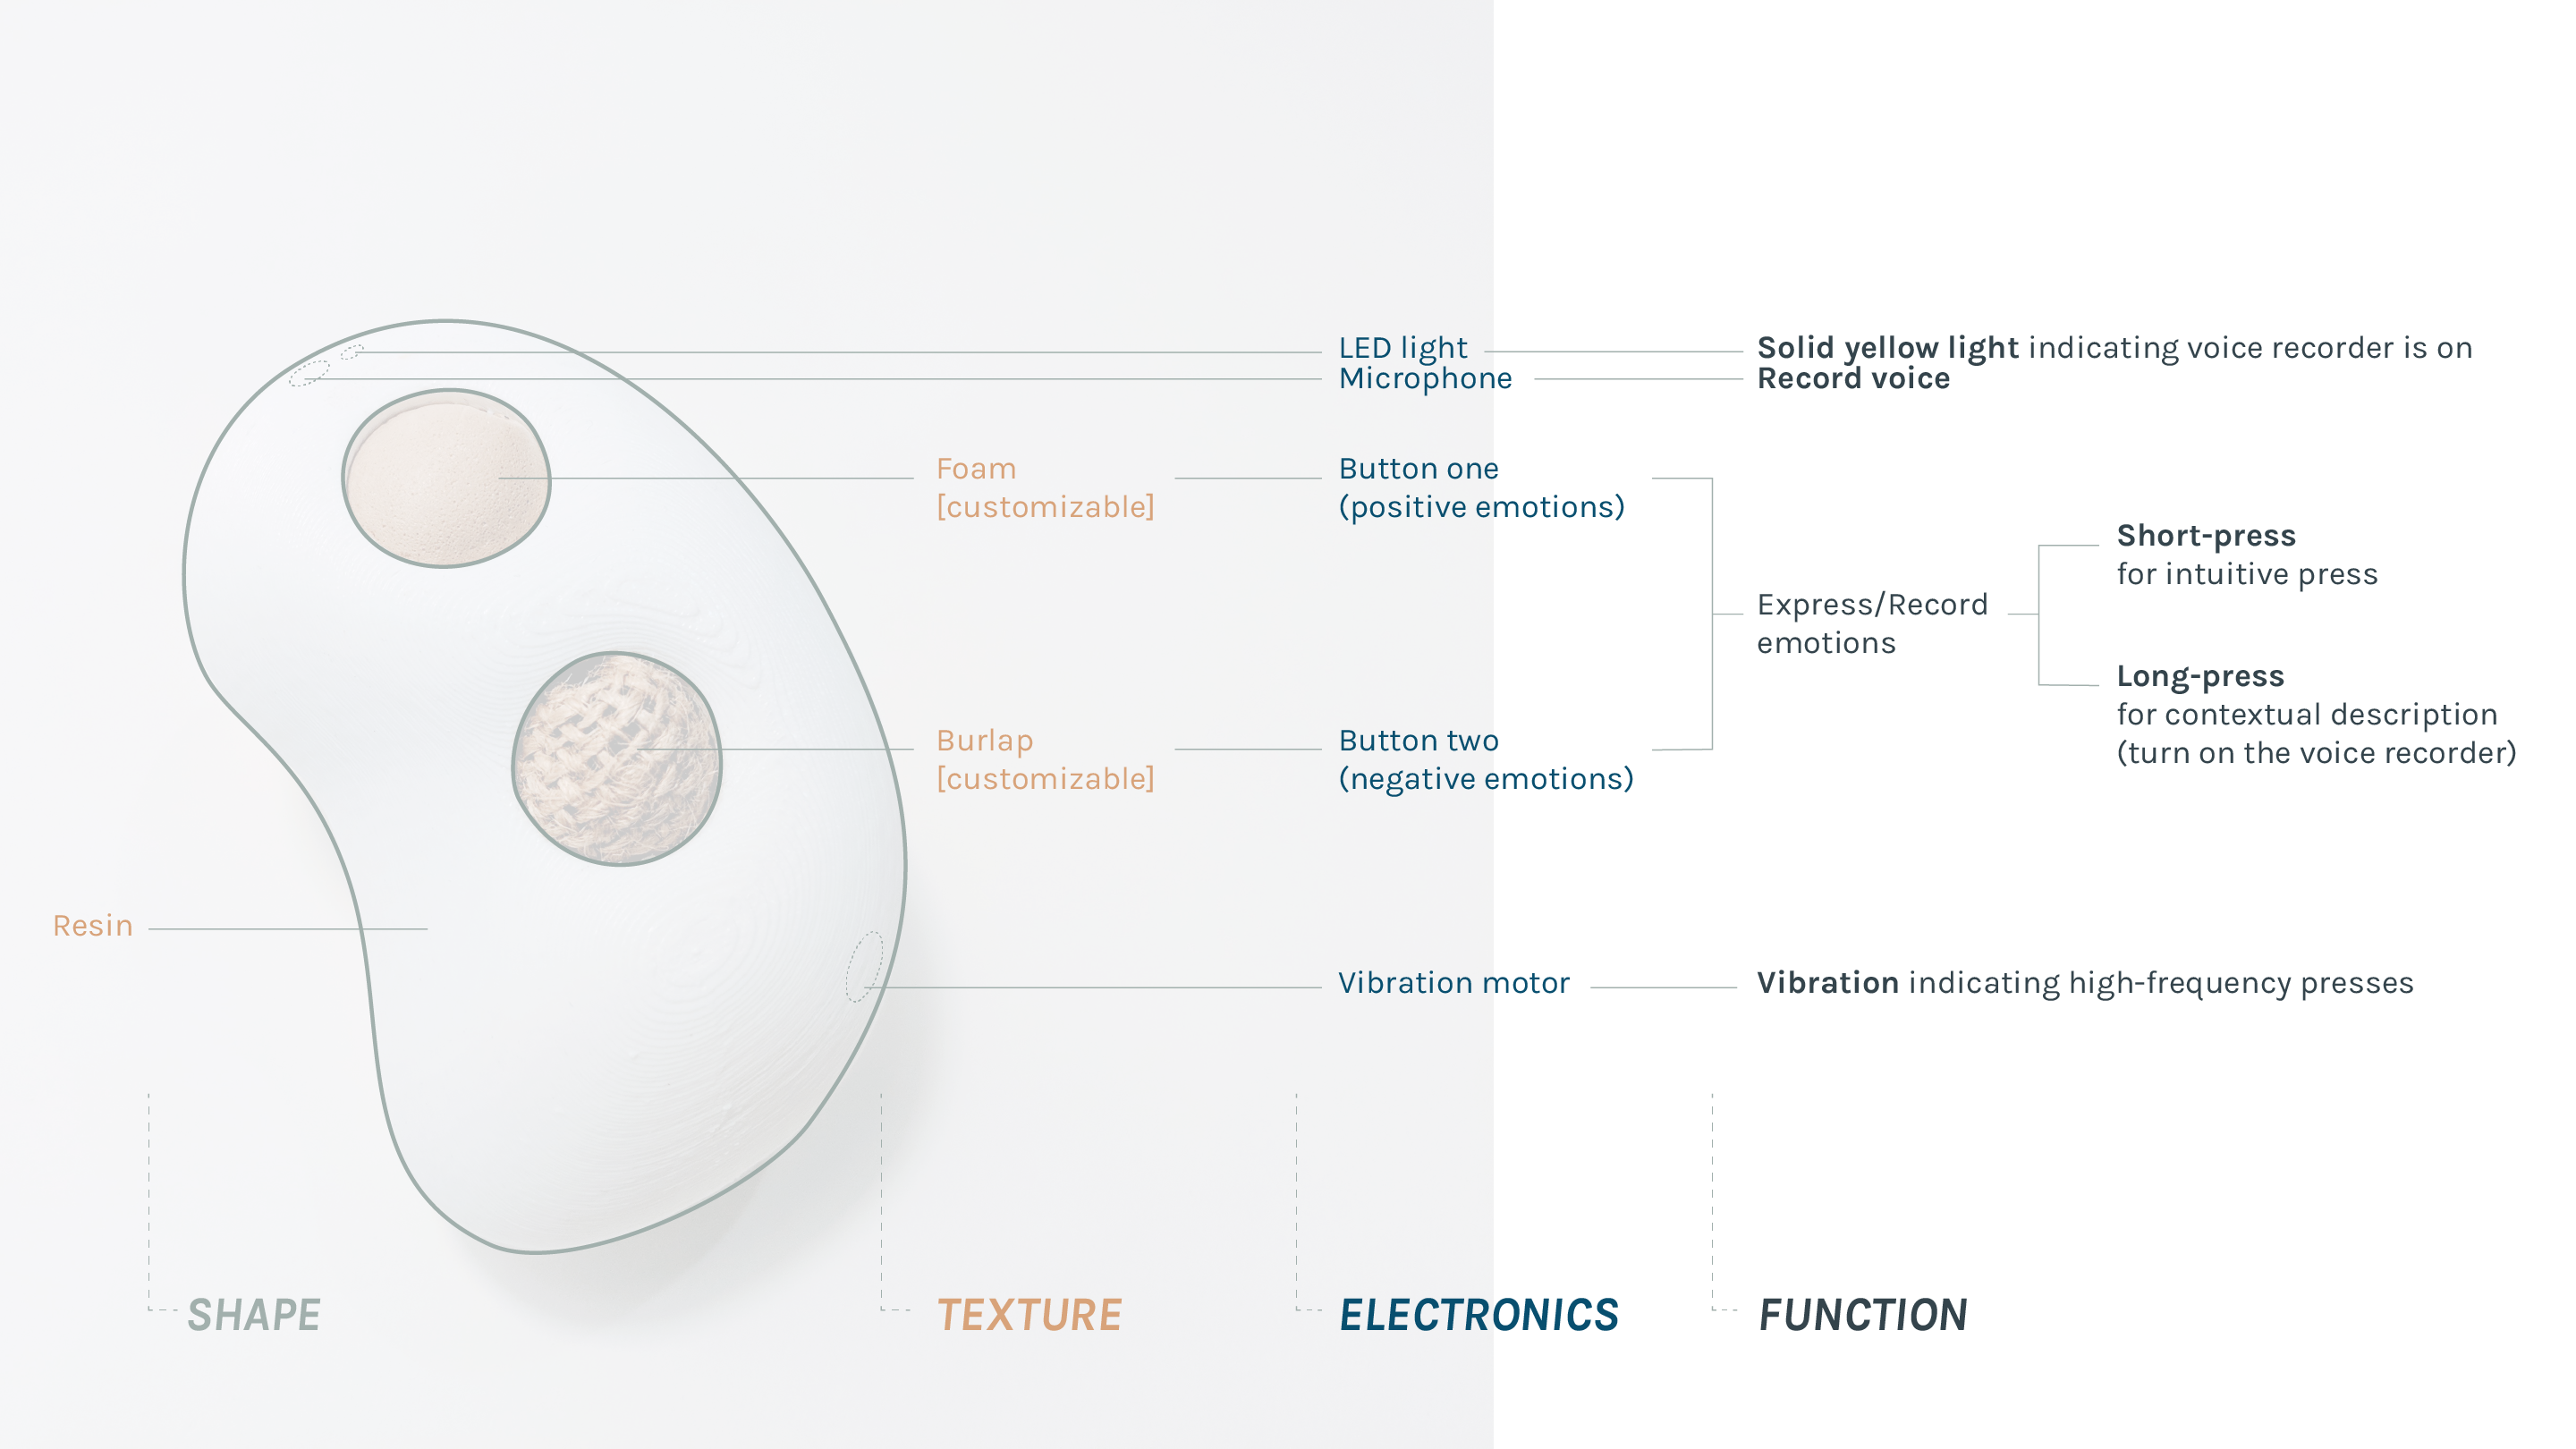 LED light
Solid yellow light indicating voice recorder is on
Microphone
Record voice
Foam
[customizable]
Button one
(positive emotions)
Short-press
for intuitive press
Express/Record
emotions
Long-press
for contextual description
(turn on the voice recorder)
Burlap
[customizable]
Button two
(negative emotions)
Resin
Vibration motor
Vibration indicating high-frequency presses
SHAPE
TEXTURE
ELECTRONICS
FUNCTION